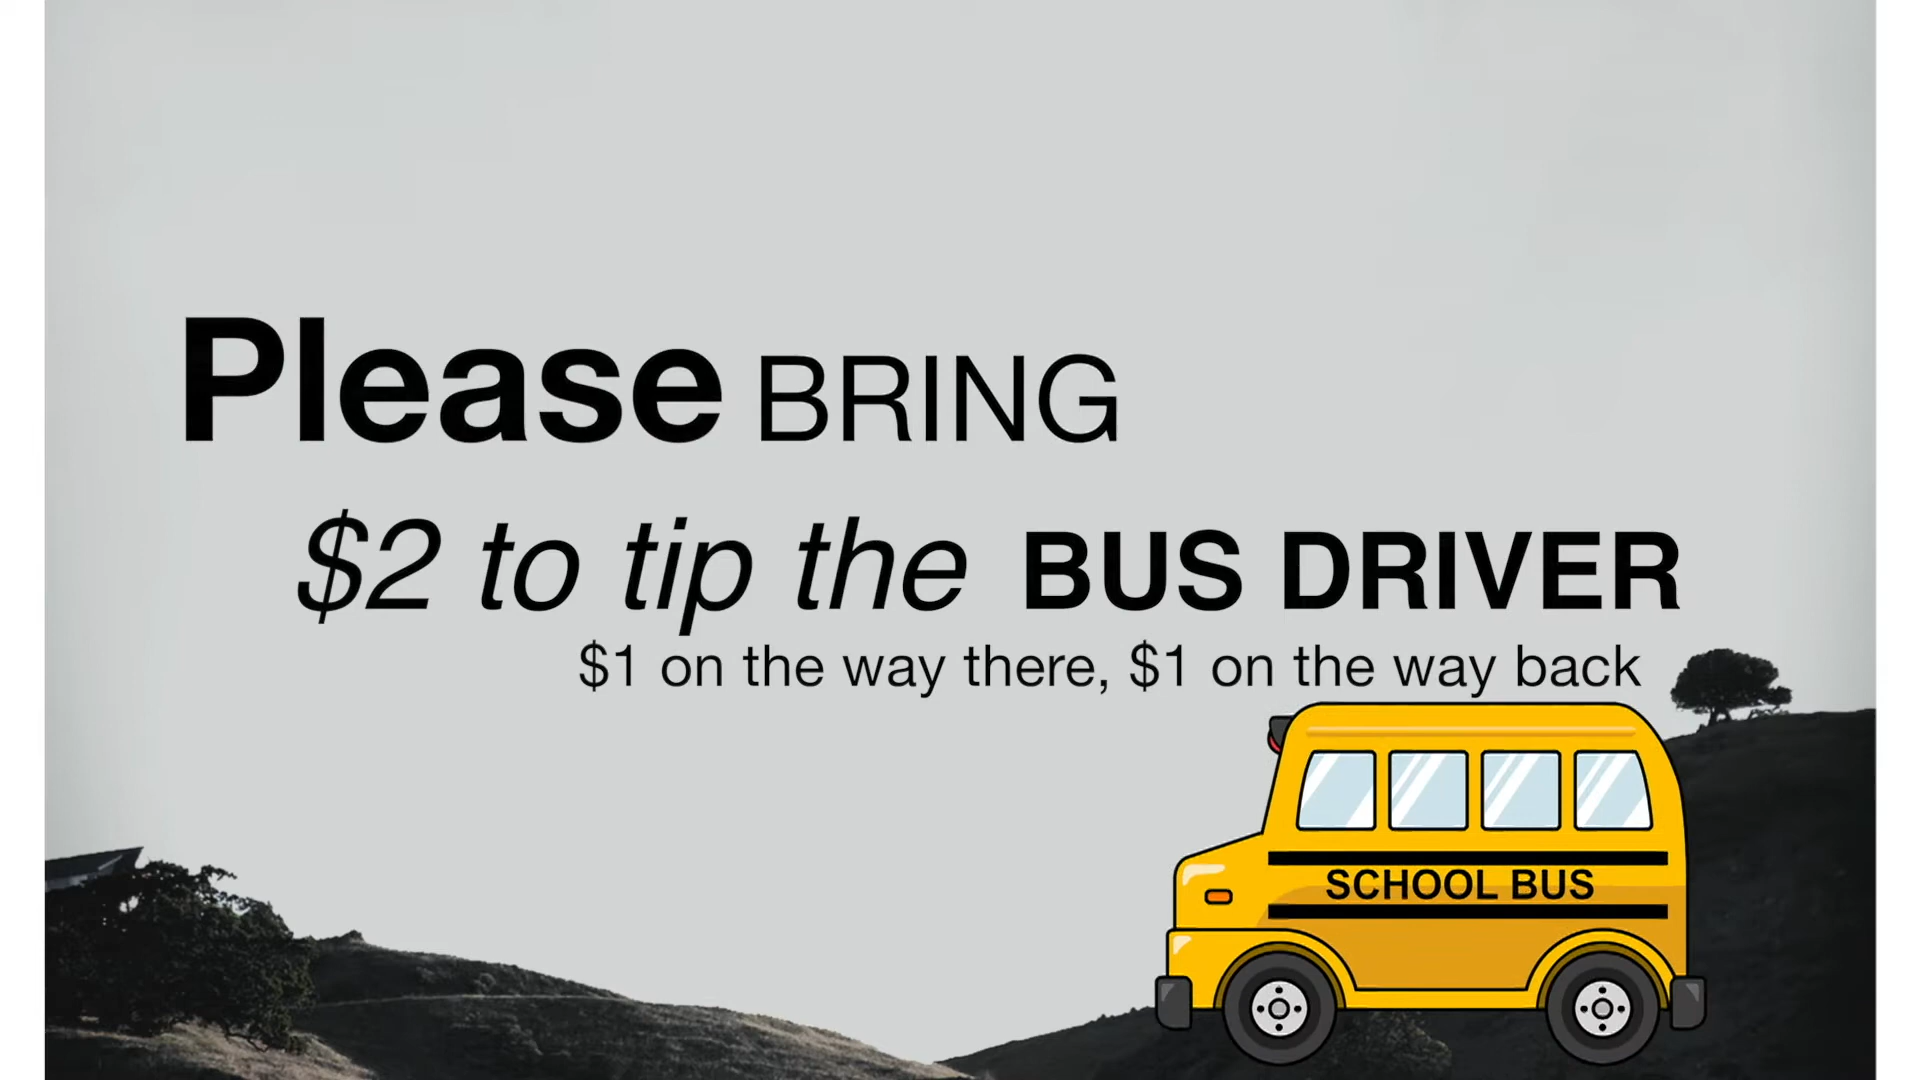 Please BRING
$2 to tip the BUS DRIVER
$1 on the way there, $1 on the way back
SCHOOL BUS